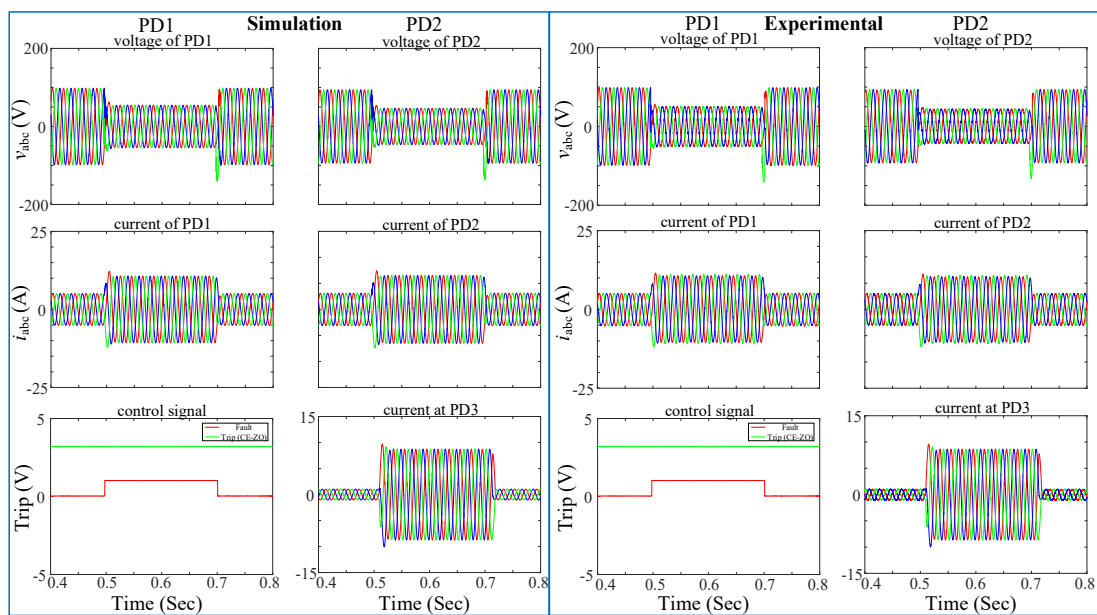 PD1 Simulation PD2
voltage of PD1 voltage of PD2
200
0
-200
v_abc (V)
current of PD1 current of PD2
25
0
-25
i_abc (A)
control signal current at PD3
5
0
-5
Trip (V)
Fault
Trip (CE-ZO)
15
0
-15
0.4 0.5 0.6 0.7 0.8 0.4 0.5 0.6 0.7 0.8
Time (Sec) Time (Sec)
PD1 Experimental PD2
voltage of PD1 voltage of PD2
200
0
-200
v_abc (V)
current of PD1 current of PD2
25
0
-25
i_abc (A)
control signal current at PD3
5
0
-5
Trip (V)
Fault
Trip (CE-ZO)
15
0
-15
0.4 0.5 0.6 0.7 0.8 0.4 0.5 0.6 0.7 0.8
Time (Sec) Time (Sec)